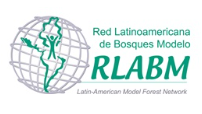 Red Latinoamericana
de Bosques Modelo
RLABM
Latin-American Model Forest Network